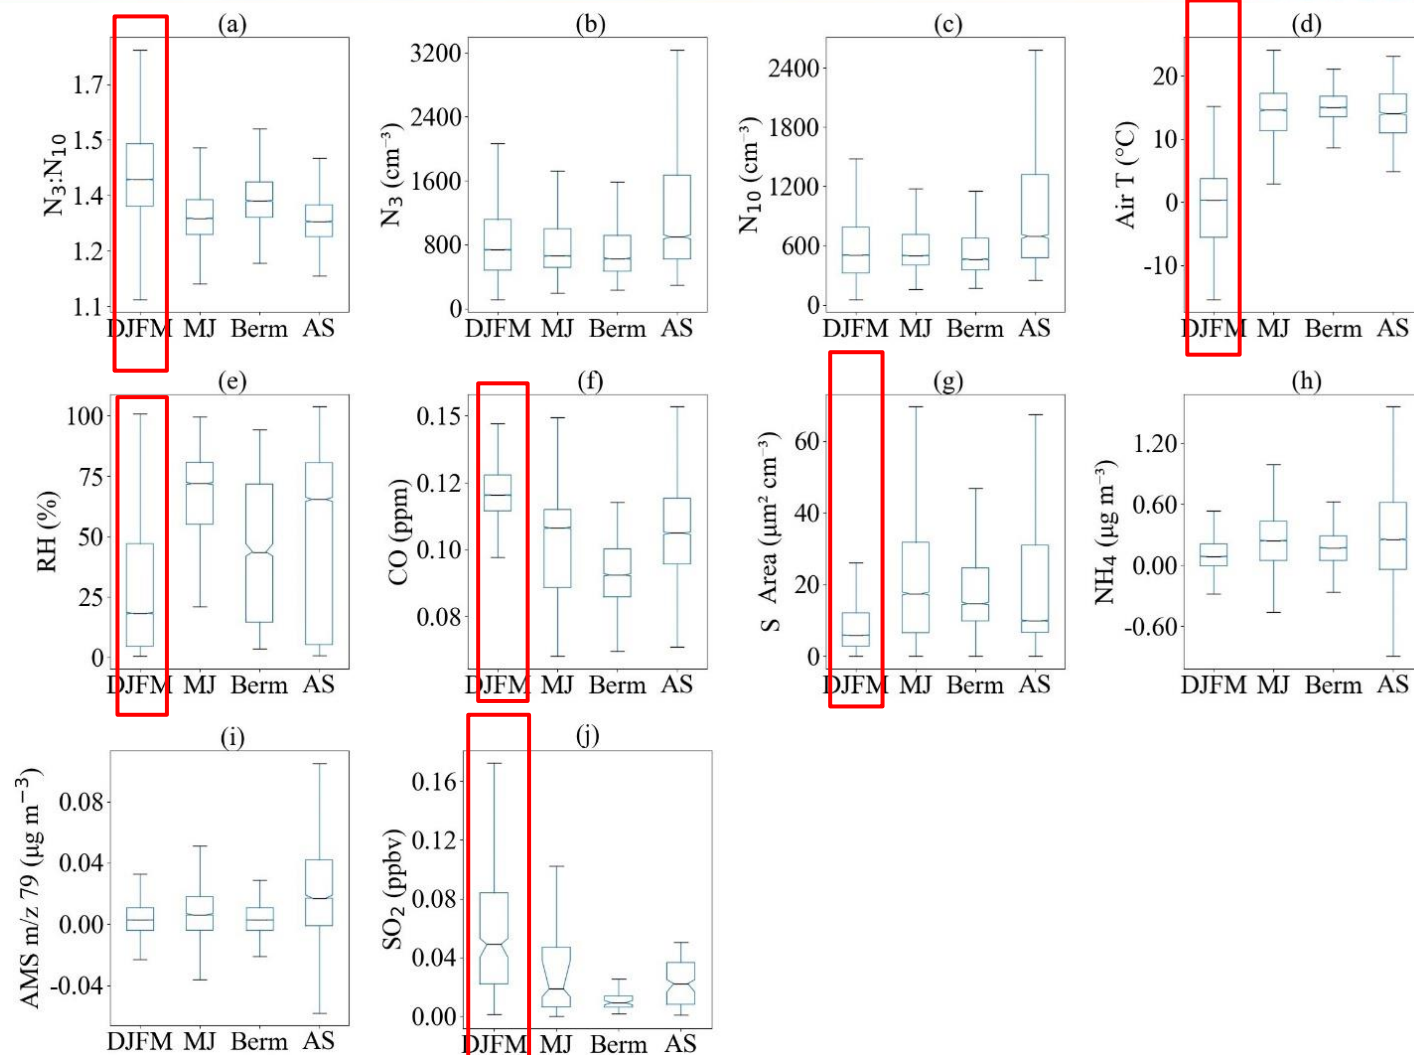 (a)
1.7
1.5
1.4
1.2
1.1
N₃:N₁₀
DJFM MJ Berm AS
(b)
3200
2400
1600
800
0
N₃ (cm⁻³)
DJFM MJ Berm AS
(c)
2400
1800
1200
600
0
N₁₀ (cm⁻³)
DJFM MJ Berm AS
(d)
20
10
0
-10
Air T (°C)
DJFM MJ Berm AS
(e)
100
75
50
25
0
RH (%)
DJFM MJ Berm AS
(f)
0.15
0.12
0.10
0.08
CO (ppm)
DJFM MJ Berm AS
(g)
60
40
20
0
S Area (μm² cm⁻³)
DJFM MJ Berm AS
(h)
1.20
0.60
0.00
-0.60
NH₄ (μg m⁻³)
DJFM MJ Berm AS
(i)
0.08
0.04
0.00
-0.04
AMS m/z 79 (μg m⁻³)
DJFM MJ Berm AS
(j)
0.16
0.12
0.08
0.04
0.00
SO₂ (ppbv)
DJFM MJ Berm AS